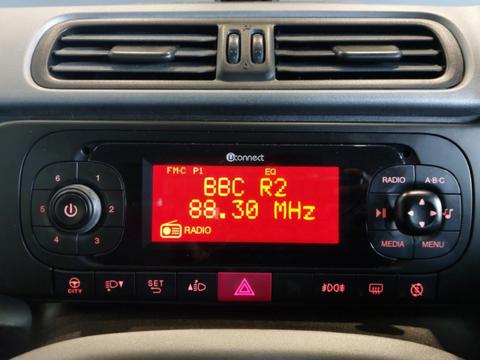 Uconnect
FM-C P1 EQ
BBC R2
88.30 MHz
RADIO
6 1
5 2
4 3
RADIO A·B·C
MEDIA MENU
CITY SET